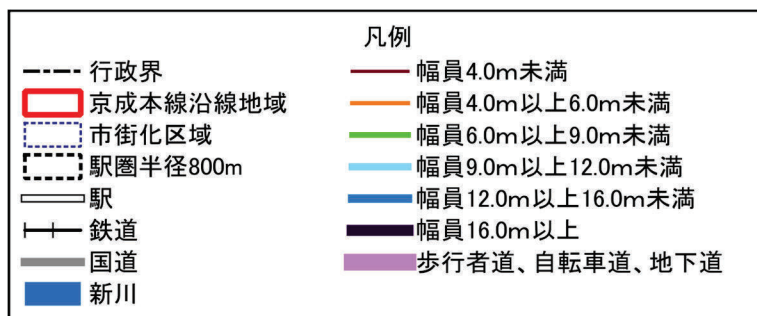 凡例
行政界
京成本線沿線地域
市街化区域
駅圏半径800m
駅
鉄道
国道
新川
幅員4.0m未満
幅員4.0m以上6.0m未満
幅員6.0m以上9.0m未満
幅員9.0m以上12.0m未満
幅員12.0m以上16.0m未満
幅員16.0m以上
歩行者道、自転車道、地下道